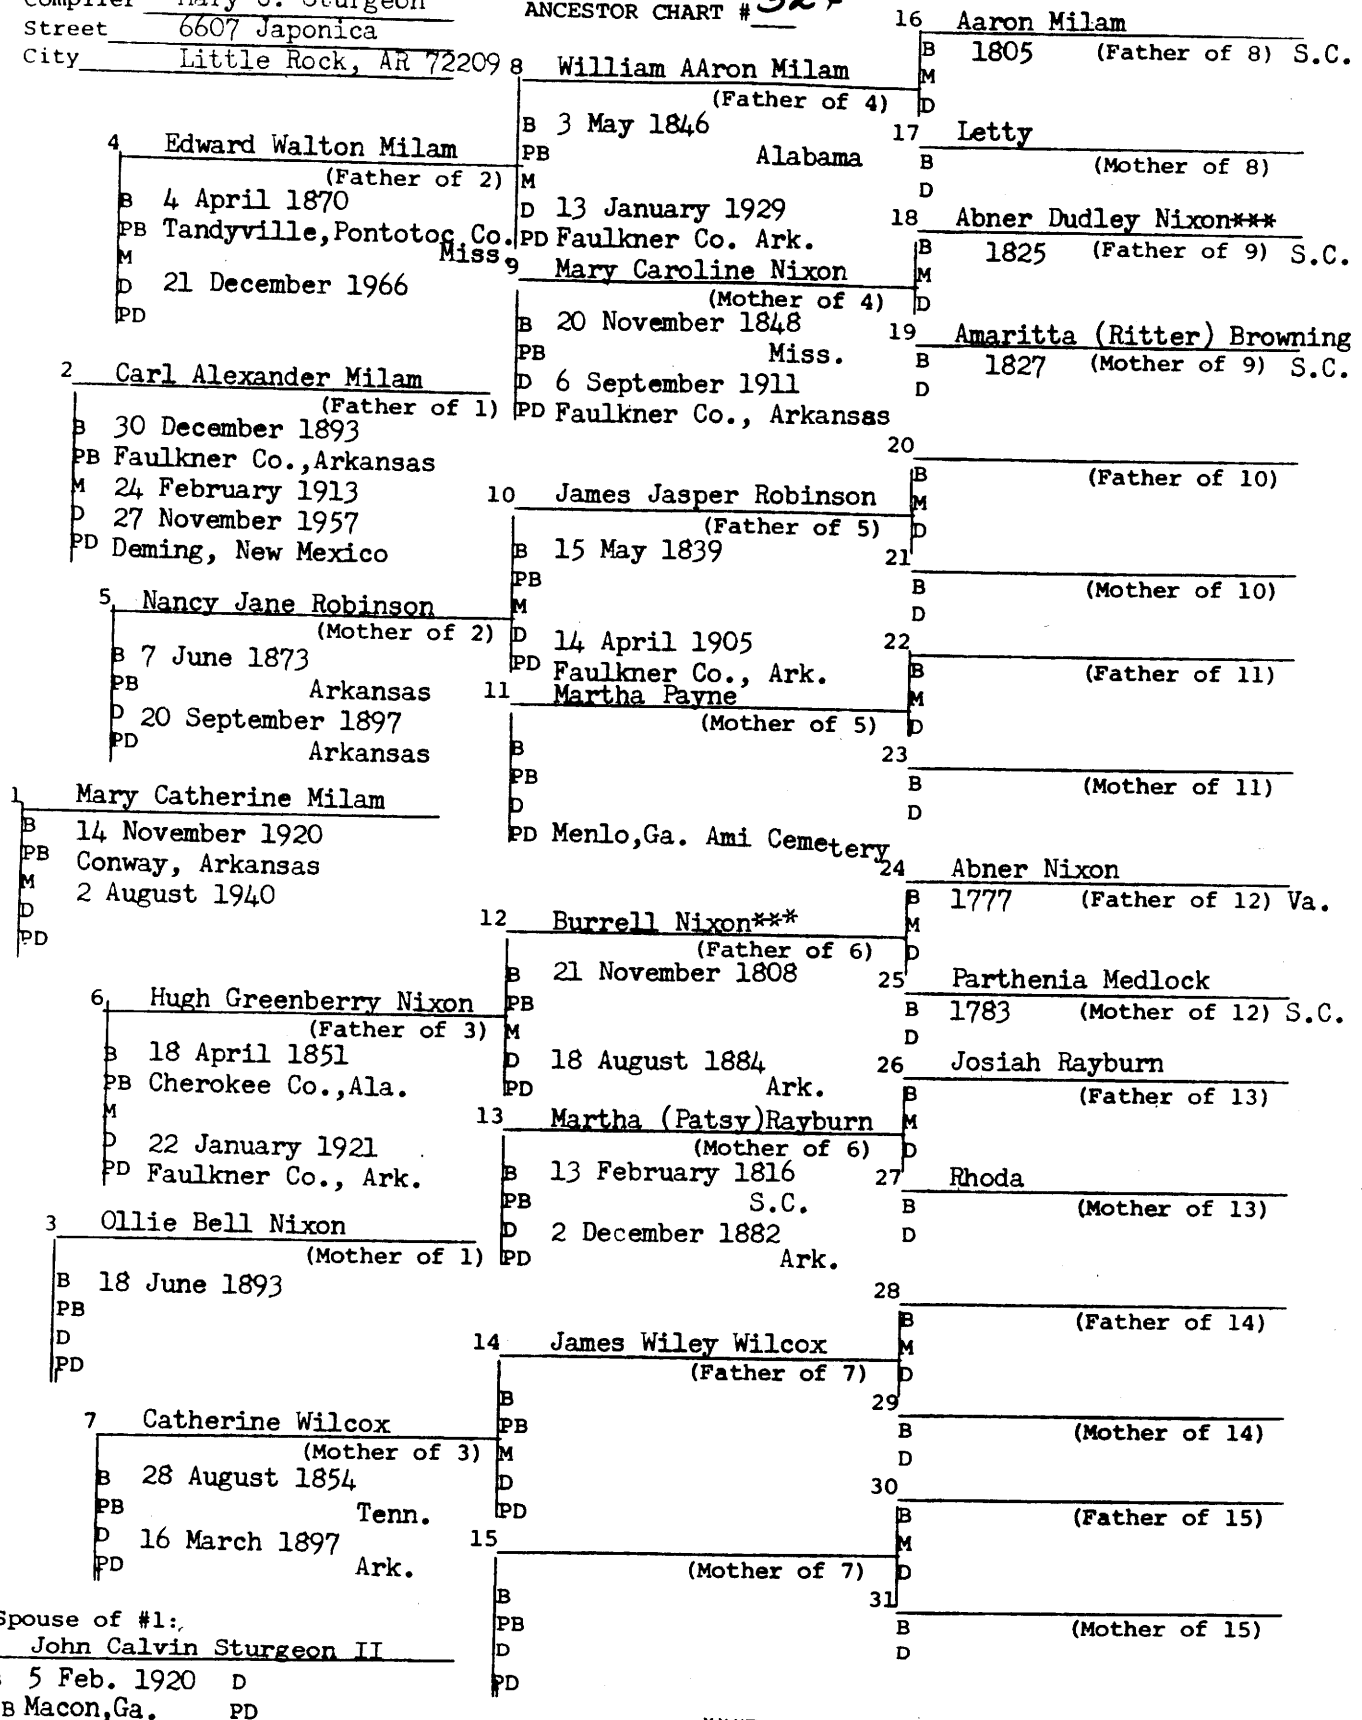 Compiler Mary C. Sturgeon
Street 6607 Japonica
City Little Rock, AR 72209
ANCESTOR CHART #
4 Edward Walton Milam
(Father of 2)
B 4 April 1870
PB Tandyville,Pontotoc Co.
Miss.
M
D 21 December 1966
PD
2 Carl Alexander Milam
(Father of 1)
B 30 December 1893
PB Faulkner Co.,Arkansas
M 24 February 1913
D 27 November 1957
PD Deming, New Mexico
5 Nancy Jane Robinson
(Mother of 2)
B 7 June 1873
PB Arkansas
D 20 September 1897
PD Arkansas
1 Mary Catherine Milam
B 14 November 1920
PB Conway, Arkansas
M 2 August 1940
D
PD
6 Hugh Greenberry Nixon
(Father of 3)
B 18 April 1851
PB Cherokee Co.,Ala.
M
D 22 January 1921
PD Faulkner Co., Ark.
3 Ollie Bell Nixon
(Mother of 1)
B 18 June 1893
PB
D
PD
7 Catherine Wilcox
(Mother of 3)
B 28 August 1854
PB Tenn.
D 16 March 1897
PD Ark.
Spouse of #1:
John Calvin Sturgeon II
5 Feb. 1920 D
B Macon,Ga. PD
8 William AAron Milam
(Father of 4)
B 3 May 1846
PB Alabama
M
D 13 January 1929
PD Faulkner Co. Ark.
9 Mary Caroline Nixon
(Mother of 4)
B 20 November 1848
PB Miss.
D 6 September 1911
PD Faulkner Co., Arkansas
10 James Jasper Robinson
(Father of 5)
B 15 May 1839
PB
M
D 14 April 1905
PD Faulkner Co., Ark.
11 Martha Payne
(Mother of 5)
B
PB
D
PD Menlo,Ga. Ami Cemetery
12 Burrell Nixon***
(Father of 6)
B 21 November 1808
PB
M
D 18 August 1884
PD Ark.
13 Martha (Patsy)Rayburn
(Mother of 6)
B 13 February 1816
PB S.C.
D 2 December 1882
PD Ark.
14 James Wiley Wilcox
(Father of 7)
B
PB
M
D
PD
15
(Mother of 7)
B
PB
D
PD
16 Aaron Milam
B 1805 (Father of 8) S.C.
M
D
17 Letty
B (Mother of 8)
D
18 Abner Dudley Nixon***
B 1825 (Father of 9) S.C.
M
D
19 Amaritta (Ritter) Browning
B 1827 (Mother of 9) S.C.
D
20
B (Father of 10)
M
D
21
B (Mother of 10)
D
22
B (Father of 11)
M
D
23
B (Mother of 11)
D
24 Abner Nixon
B 1777 (Father of 12) Va.
M
D
25 Parthenia Medlock
B 1783 (Mother of 12) S.C.
D
26 Josiah Rayburn
B (Father of 13)
M
D
27 Rhoda
B (Mother of 13)
D
28
B (Father of 14)
M
D
29
B (Mother of 14)
D
30
B (Father of 15)
M
D
31
B (Mother of 15)
D